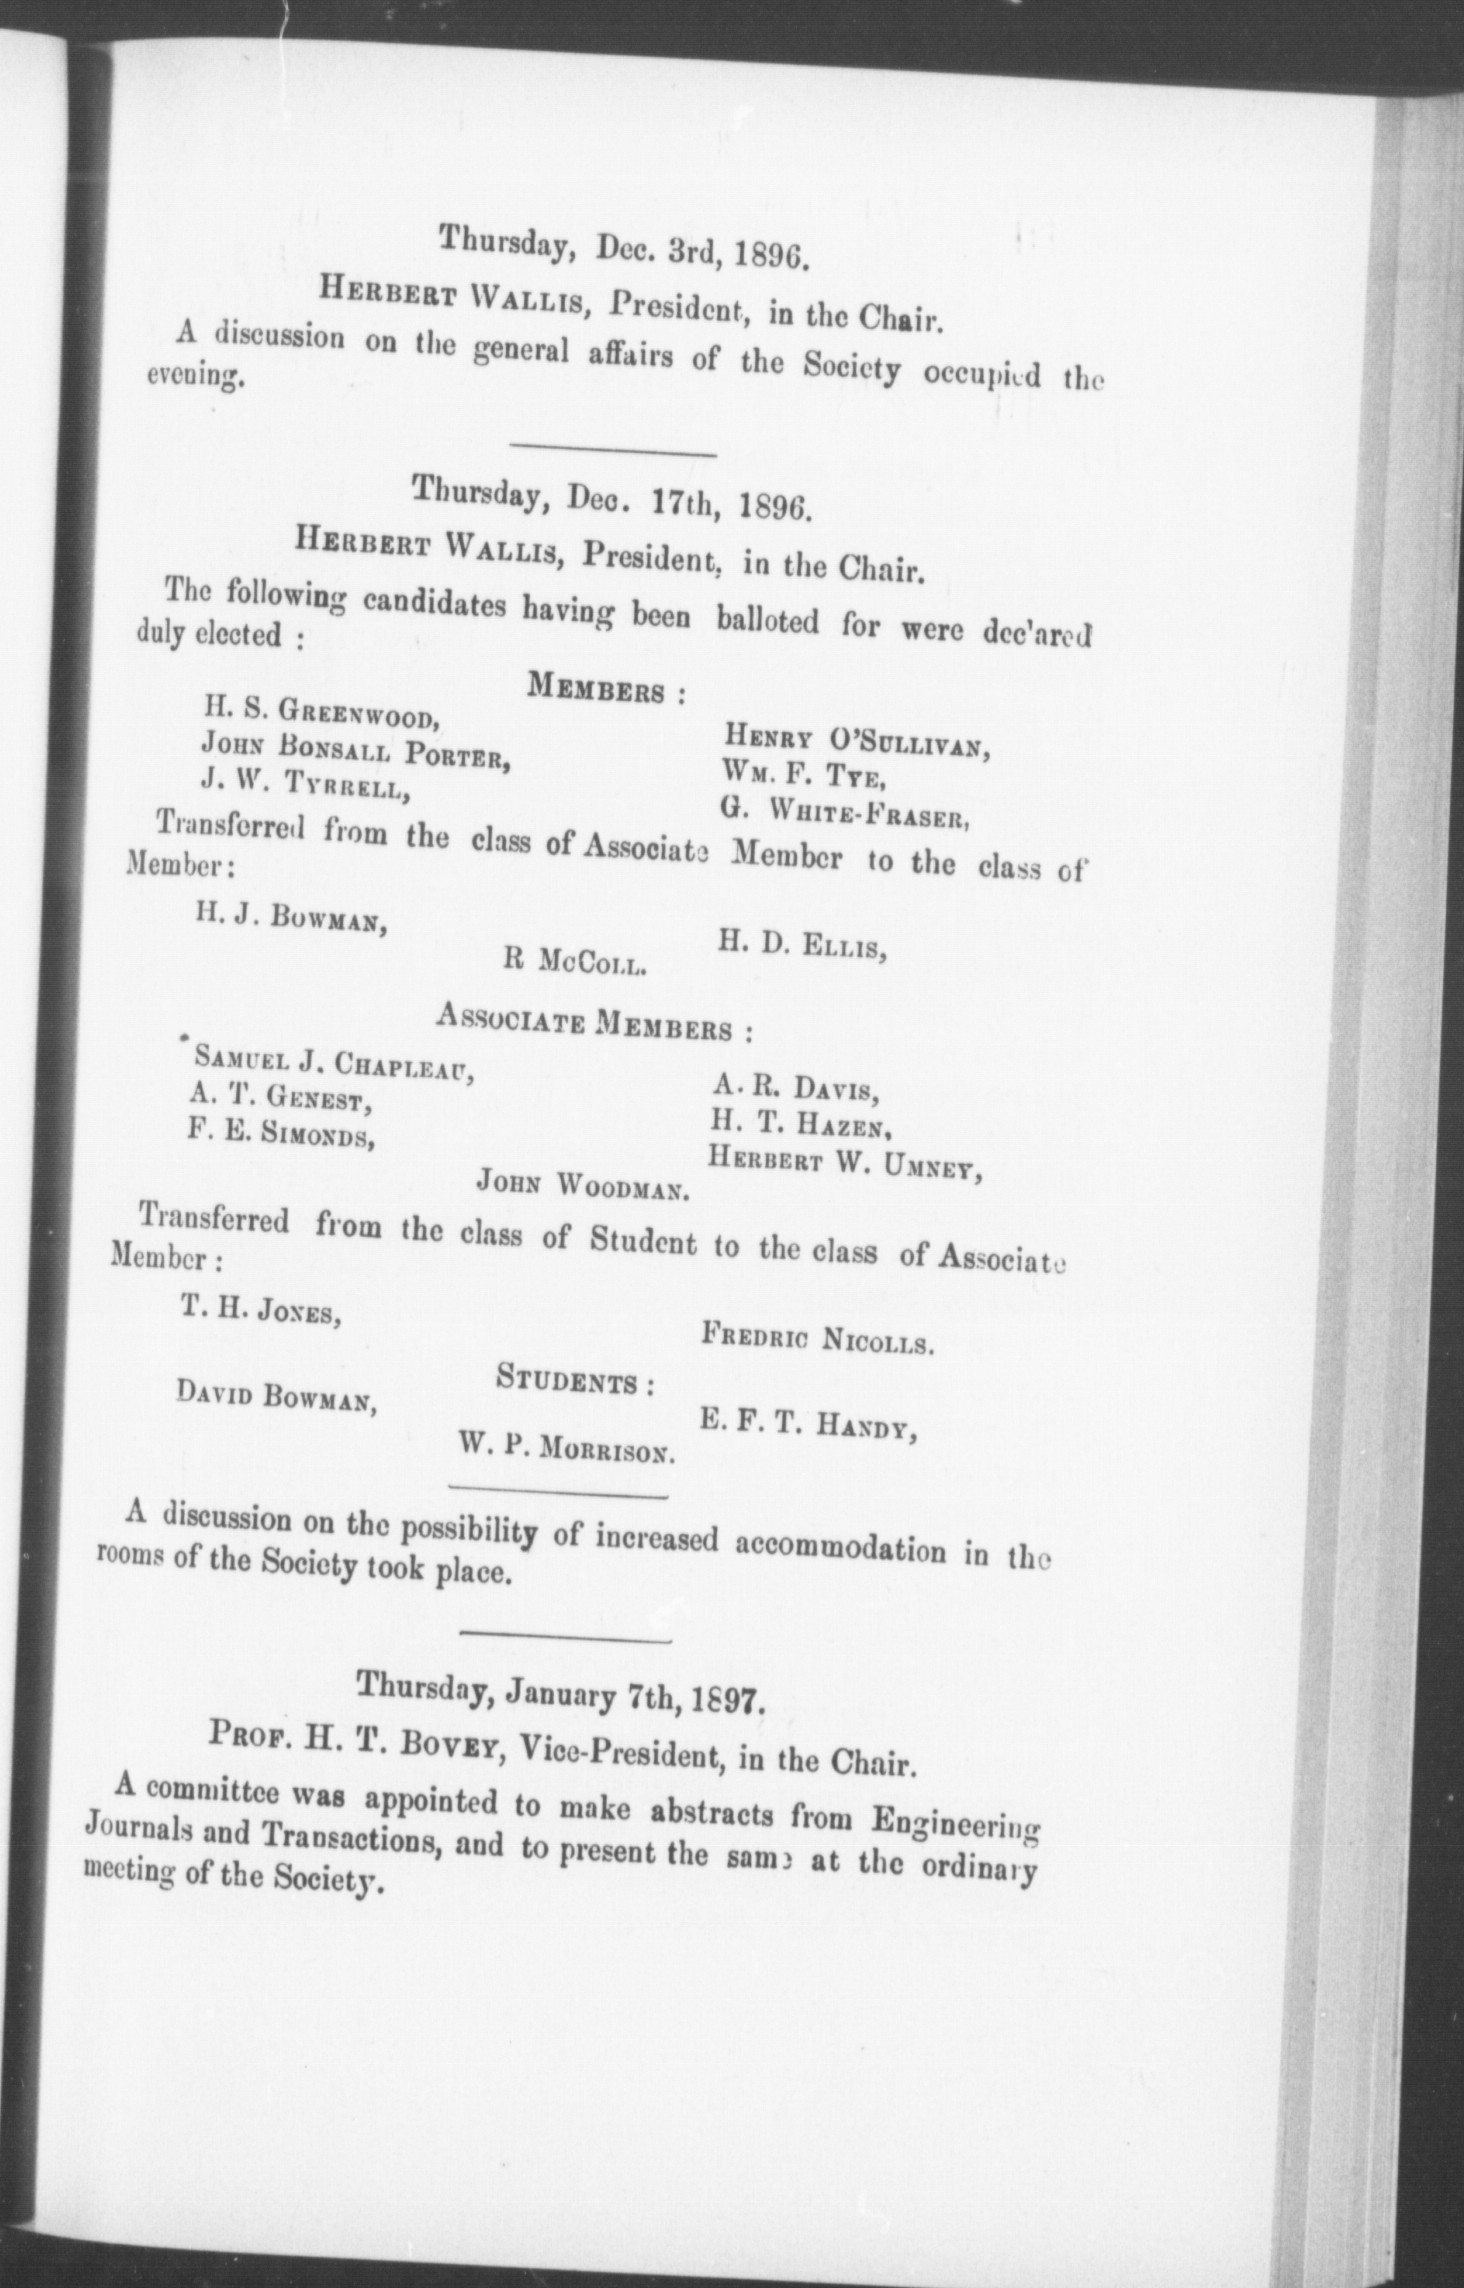 Thursday, Dec. 3rd, 1896.
HERBERT WALLIS, President, in the Chair.
A discussion on the general affairs of the Society occupied the
evening.
Thursday, Dec. 17th, 1896.
HERBERT WALLIS, President, in the Chair.
The following candidates having been balloted for were dec'ared
duly elected :
MEMBERS :
H. S. GREENWOOD, HENRY O'SULLIVAN,
JOHN BONSALL PORTER, WM. F. TYE,
J. W. TYRRELL, G. WHITE-FRASER,
Transferred from the class of Associate Member to the class of
Member:
H. J. BOWMAN, H. D. ELLIS,
R McCOLL.
ASSOCIATE MEMBERS :
SAMUEL J. CHAPLEAU, A. R. DAVIS,
A. T. GENEST, H. T. HAZEN,
F. E. SIMONDS, HERBERT W. UMNEY,
JOHN WOODMAN.
Transferred from the class of Student to the class of Associate
Member :
T. H. JONES, FREDRIC NICOLLS.
STUDENTS :
DAVID BOWMAN, E. F. T. HANDY,
W. P. MORRISON.
A discussion on the possibility of increased accommodation in the
rooms of the Society took place.
Thursday, January 7th, 1897.
PROF. H. T. BOVEY, Vice-President, in the Chair.
A committee was appointed to make abstracts from Engineering
Journals and Transactions, and to present the same at the ordinary
meeting of the Society.